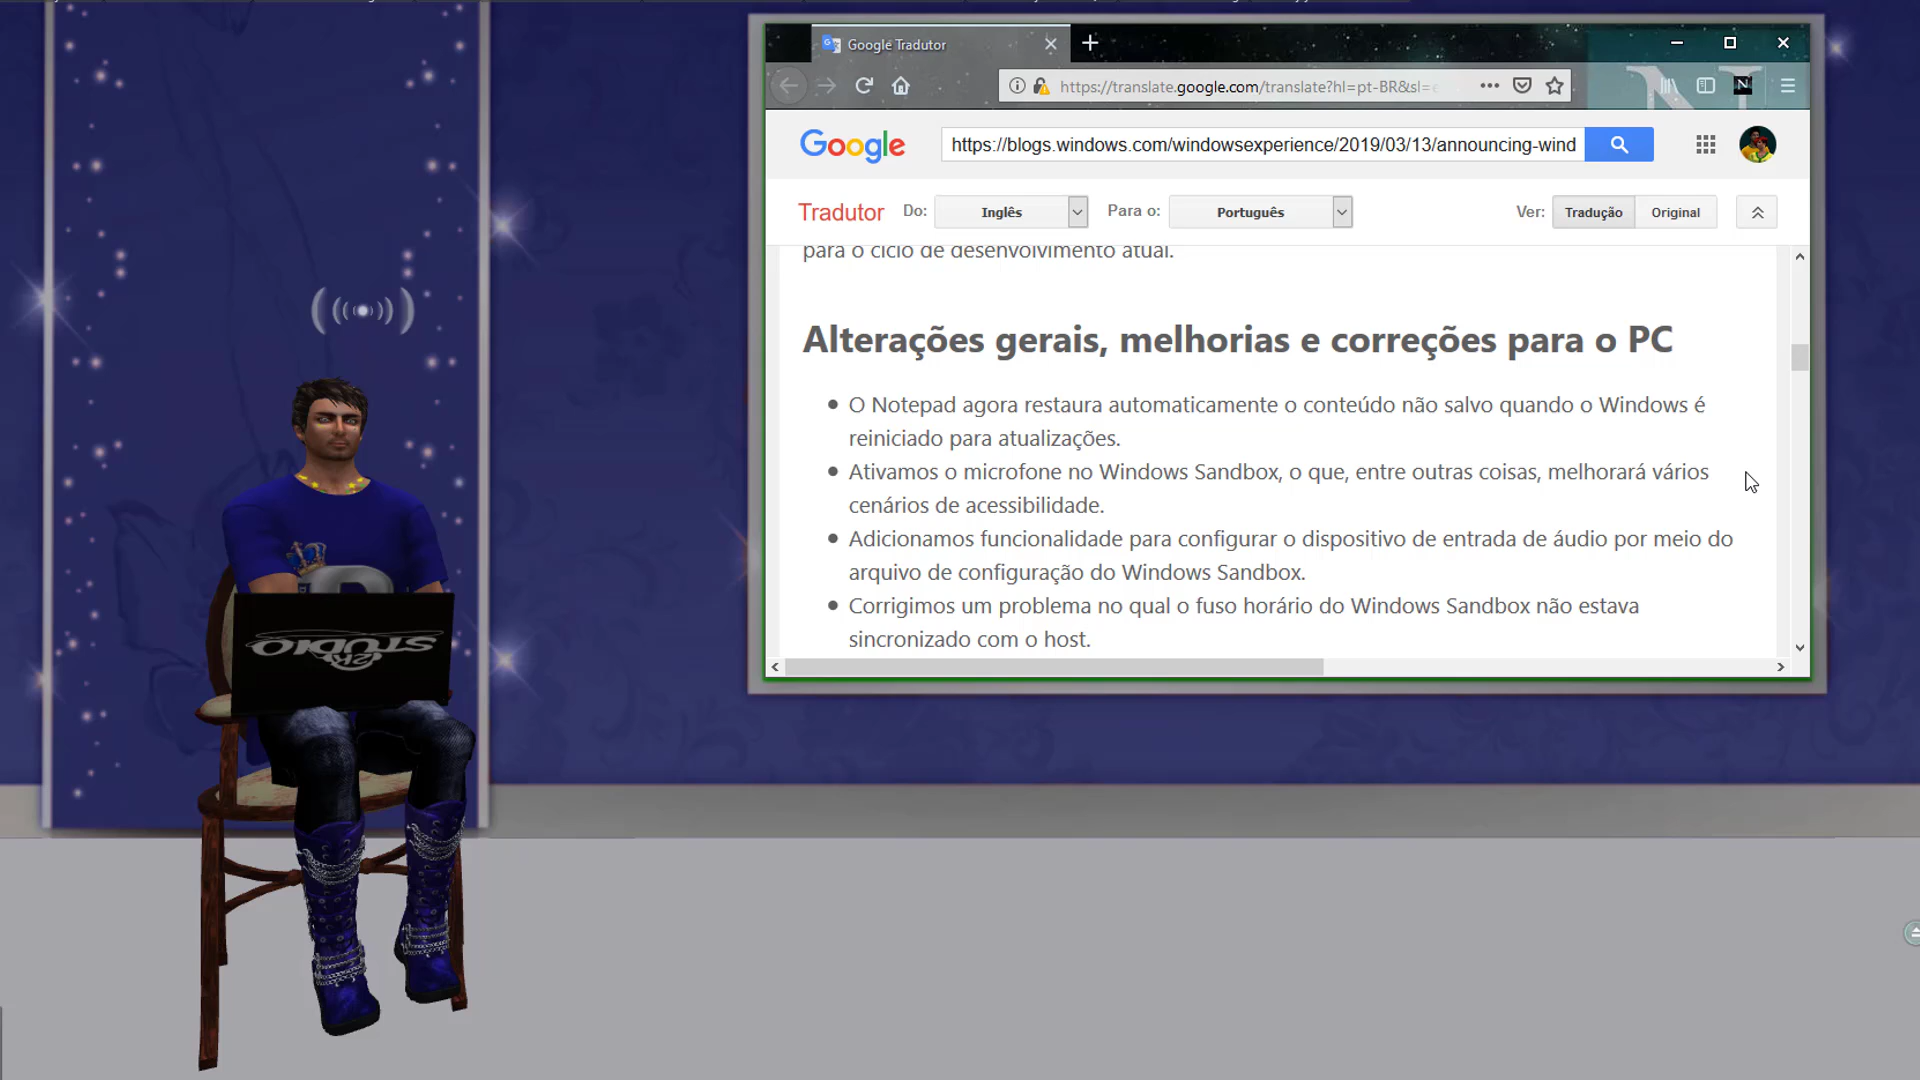 Google Tradutor
https://translate.google.com/translate?hl=pt-BR&sl=e
N
Google
https://blogs.windows.com/windowsexperience/2019/03/13/announcing-wind
Tradutor Do: Inglês Para o: Português Ver: Tradução Original
para o ciclo de desenvolvimento atual.
Alterações gerais, melhorias e correções para o PC
O Notepad agora restaura automaticamente o conteúdo não salvo quando o Windows é
reiniciado para atualizações.
Ativamos o microfone no Windows Sandbox, o que, entre outras coisas, melhorará vários
cenários de acessibilidade.
Adicionamos funcionalidade para configurar o dispositivo de entrada de áudio por meio do
arquivo de configuração do Windows Sandbox.
Corrigimos um problema no qual o fuso horário do Windows Sandbox não estava
sincronizado com o host.
STUDIO